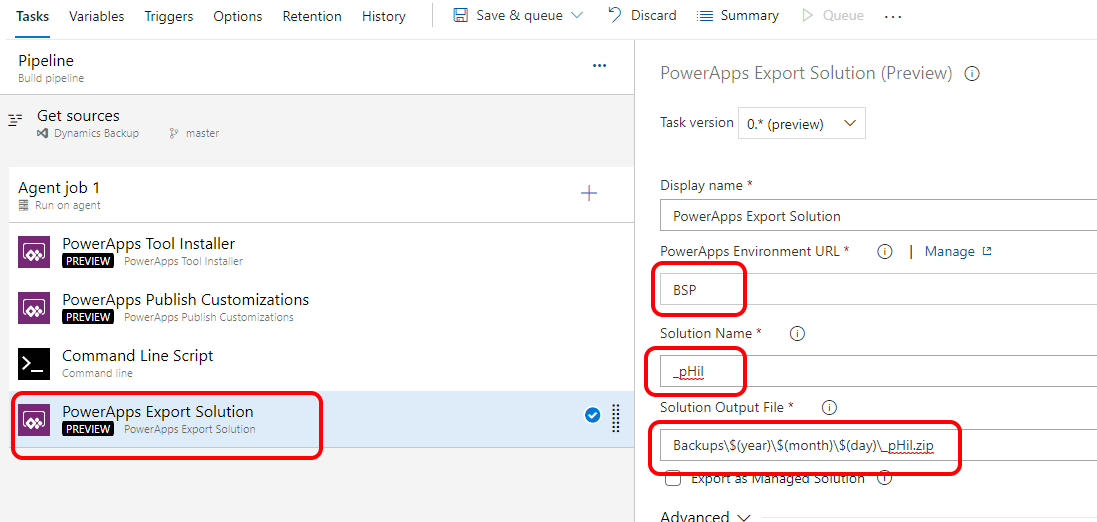 Tasks Variables Triggers Options Retention History Save & queue Discard Summary Queue ...
Pipeline
Build pipeline
Get sources
Dynamics Backup master
Agent job 1
Run on agent
PowerApps Tool Installer
PREVIEW PowerApps Tool Installer
PowerApps Publish Customizations
PREVIEW PowerApps Publish Customizations
Command Line Script
Command line
PowerApps Export Solution
PREVIEW PowerApps Export Solution
PowerApps Export Solution (Preview)
Task version 0.* (preview)
Display name *
PowerApps Export Solution
PowerApps Environment URL * | Manage
BSP
Solution Name *
_pHil
Solution Output File *
Backups\$(year)\$(month)\$(day)\_pHil.zip
Export as Managed Solution
Advanced